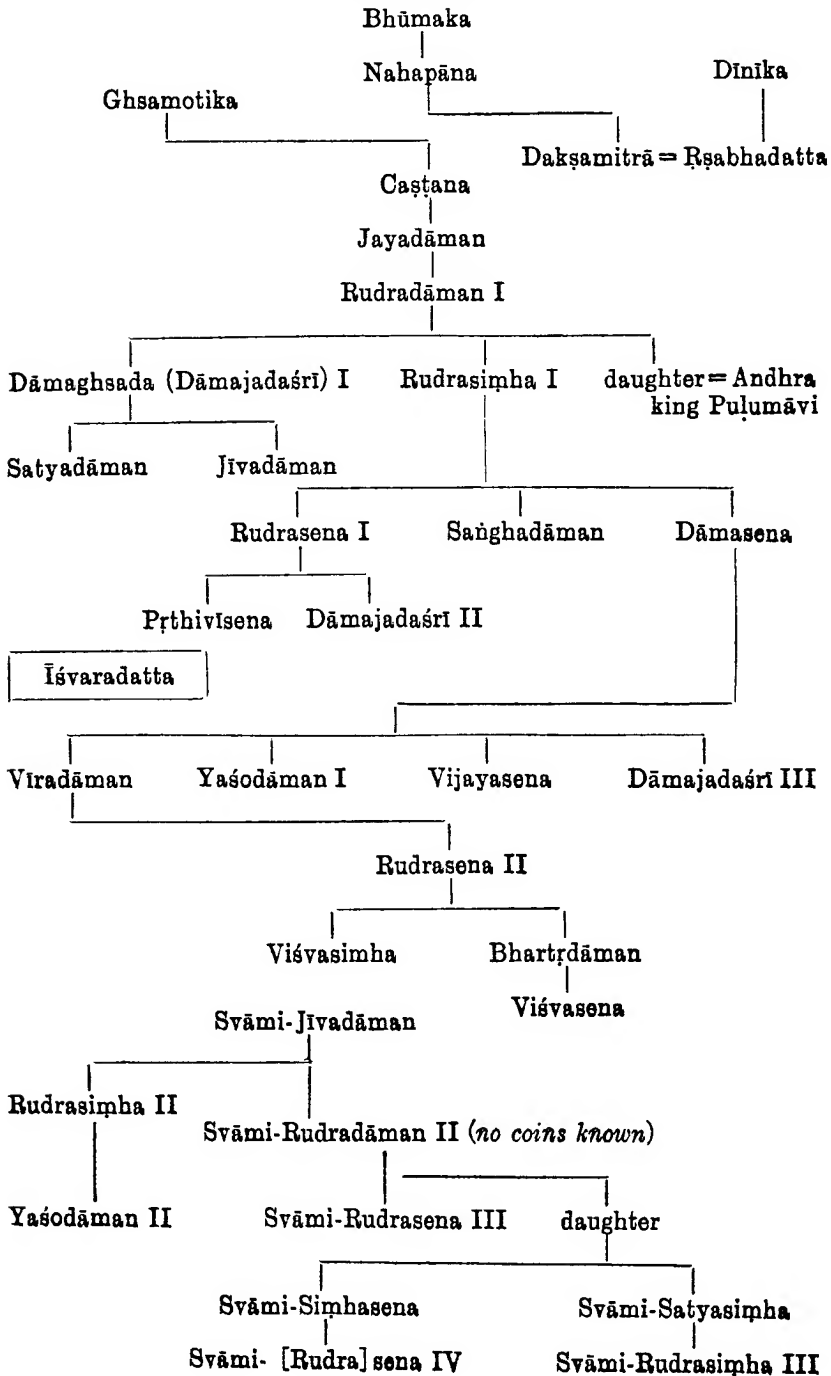 Bhūmaka
Nahapāna Dīnīka
Ghsamotika
Dakṣamitrā = Ṛṣabhadatta
Caṣṭana
Jayadāman
Rudradāman I
Dāmaghsada (Dāmajadaśrī) I Rudrasiṃha I daughter = Andhra
king Puḷumāvi
Satyadāman Jīvadāman
Rudrasena I Saṅghadāman Dāmasena
Pṛthivīsena Dāmajadaśrī II
Īśvaradatta
Vīradāman Yaśodāman I Vijayasena Dāmajadaśrī III
Rudrasena II
Viśvasiṃha Bhartṛdāman
Viśvasena
Svāmi-Jīvadāman
Rudrasiṃha II
Svāmi-Rudradāman II (no coins known)
Yaśodāman II Svāmi-Rudrasena III daughter
Svāmi-Siṃhasena Svāmi-Satyasiṃha
Svāmi- [Rudra] sena IV Svāmi-Rudrasiṃha III